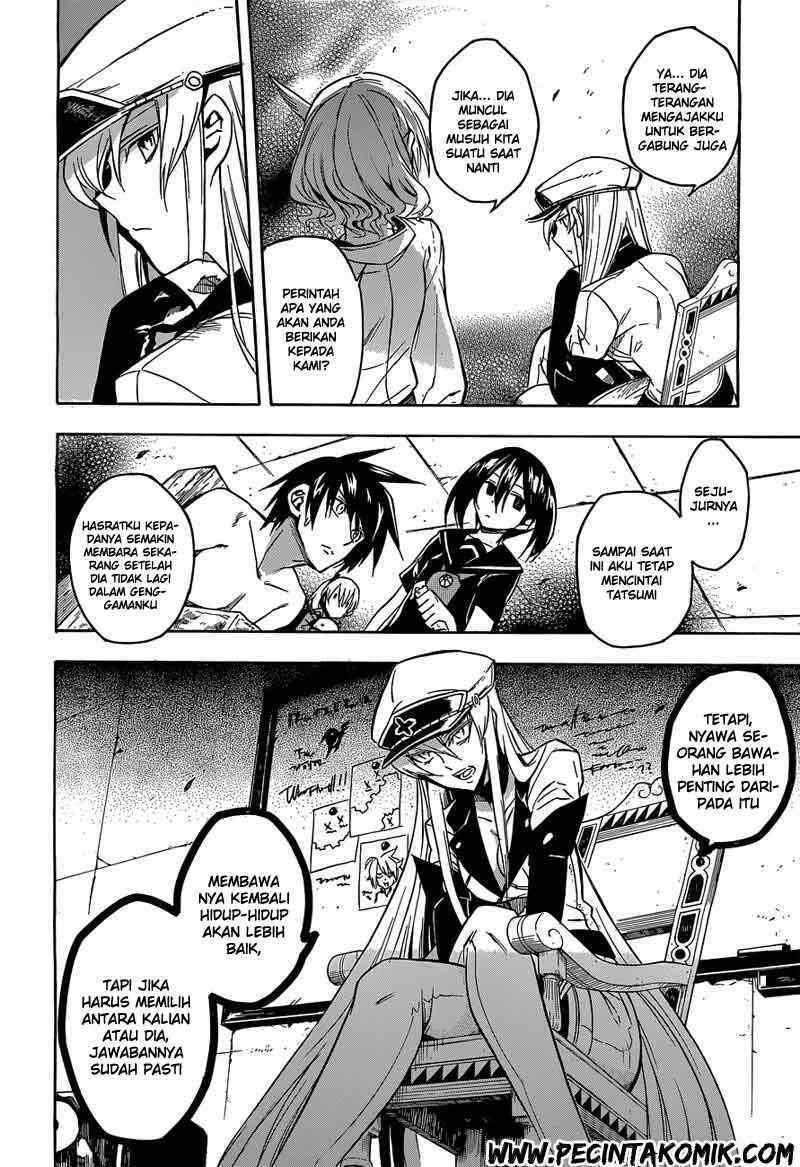 YA... DIA
TERANG-
TERANGAN
MENGAJAKKU
UNTUK BER-
GABUNG JUGA
JIKA... DIA
MUNCUL
SEBAGAI
MUSUH KITA
SUATU SAAT
NANTI
PERINTAH
APA YANG
AKAN ANDA
BERIKAN
KEPADA
KAMI?
SEJU-
JURNYA
...
SAMPAI SAAT
INI AKU TETAP
MENCINTAI
TATSUMI
HASRATKU KEPA-
DANYA SEMAKIN
MEMBARA SEKA-
RANG SETELAH
DIA TIDAK LAGI
DALAM GENG-
GAMANKU
TETAPI,
NYAWA SE-
ORANG BAWA-
HAN LEBIH
PENTING DARI-
PADA ITU
MEMBAWA
NYA KEMBALI
HIDUP-HIDUP
AKAN LEBIH
BAIK,
TAPI JIKA
HARUS MEMILIH
ANTARA KALIAN
ATAU DIA,
JAWABANNYA
SUDAH PASTI
WWW.PECINTAKOMIK.COM